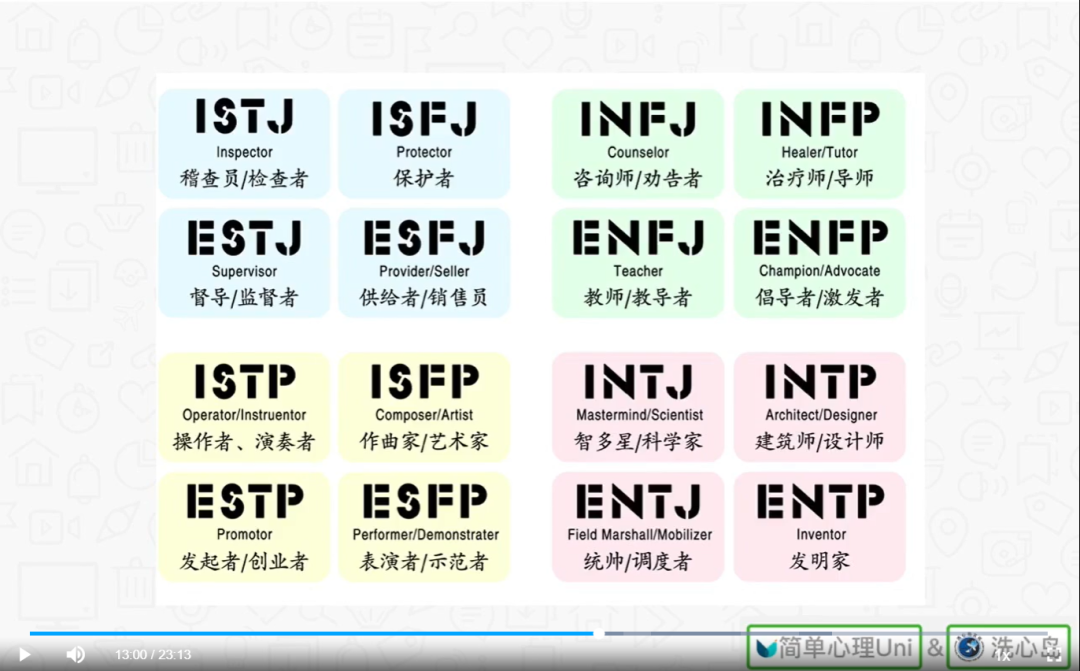 ISTJ
Inspector
稽查员/检查者
ISFJ
Protector
保护者
INFJ
Counselor
咨询师/劝告者
INFP
Healer/Tutor
治疗师/导师
ESTJ
Supervisor
督导/监督者
ESFJ
Provider/Seller
供给者/销售员
ENFJ
Teacher
教师/教导者
ENFP
Champion/Advocate
倡导者/激发者
ISTP
Operator/Instruentor
操作者、演奏者
ISFP
Composer/Artist
作曲家/艺术家
INTJ
Mastermind/Scientist
智多星/科学家
INTP
Architect/Designer
建筑师/设计师
ESTP
Promotor
发起者/创业者
ESFP
Performer/Demonstrater
表演者/示范者
ENTJ
Field Marshall/Mobilizer
统帅/调度者
ENTP
Inventor
发明家
13:00 / 23:13
简单心理Uni & 洗心岛
1x